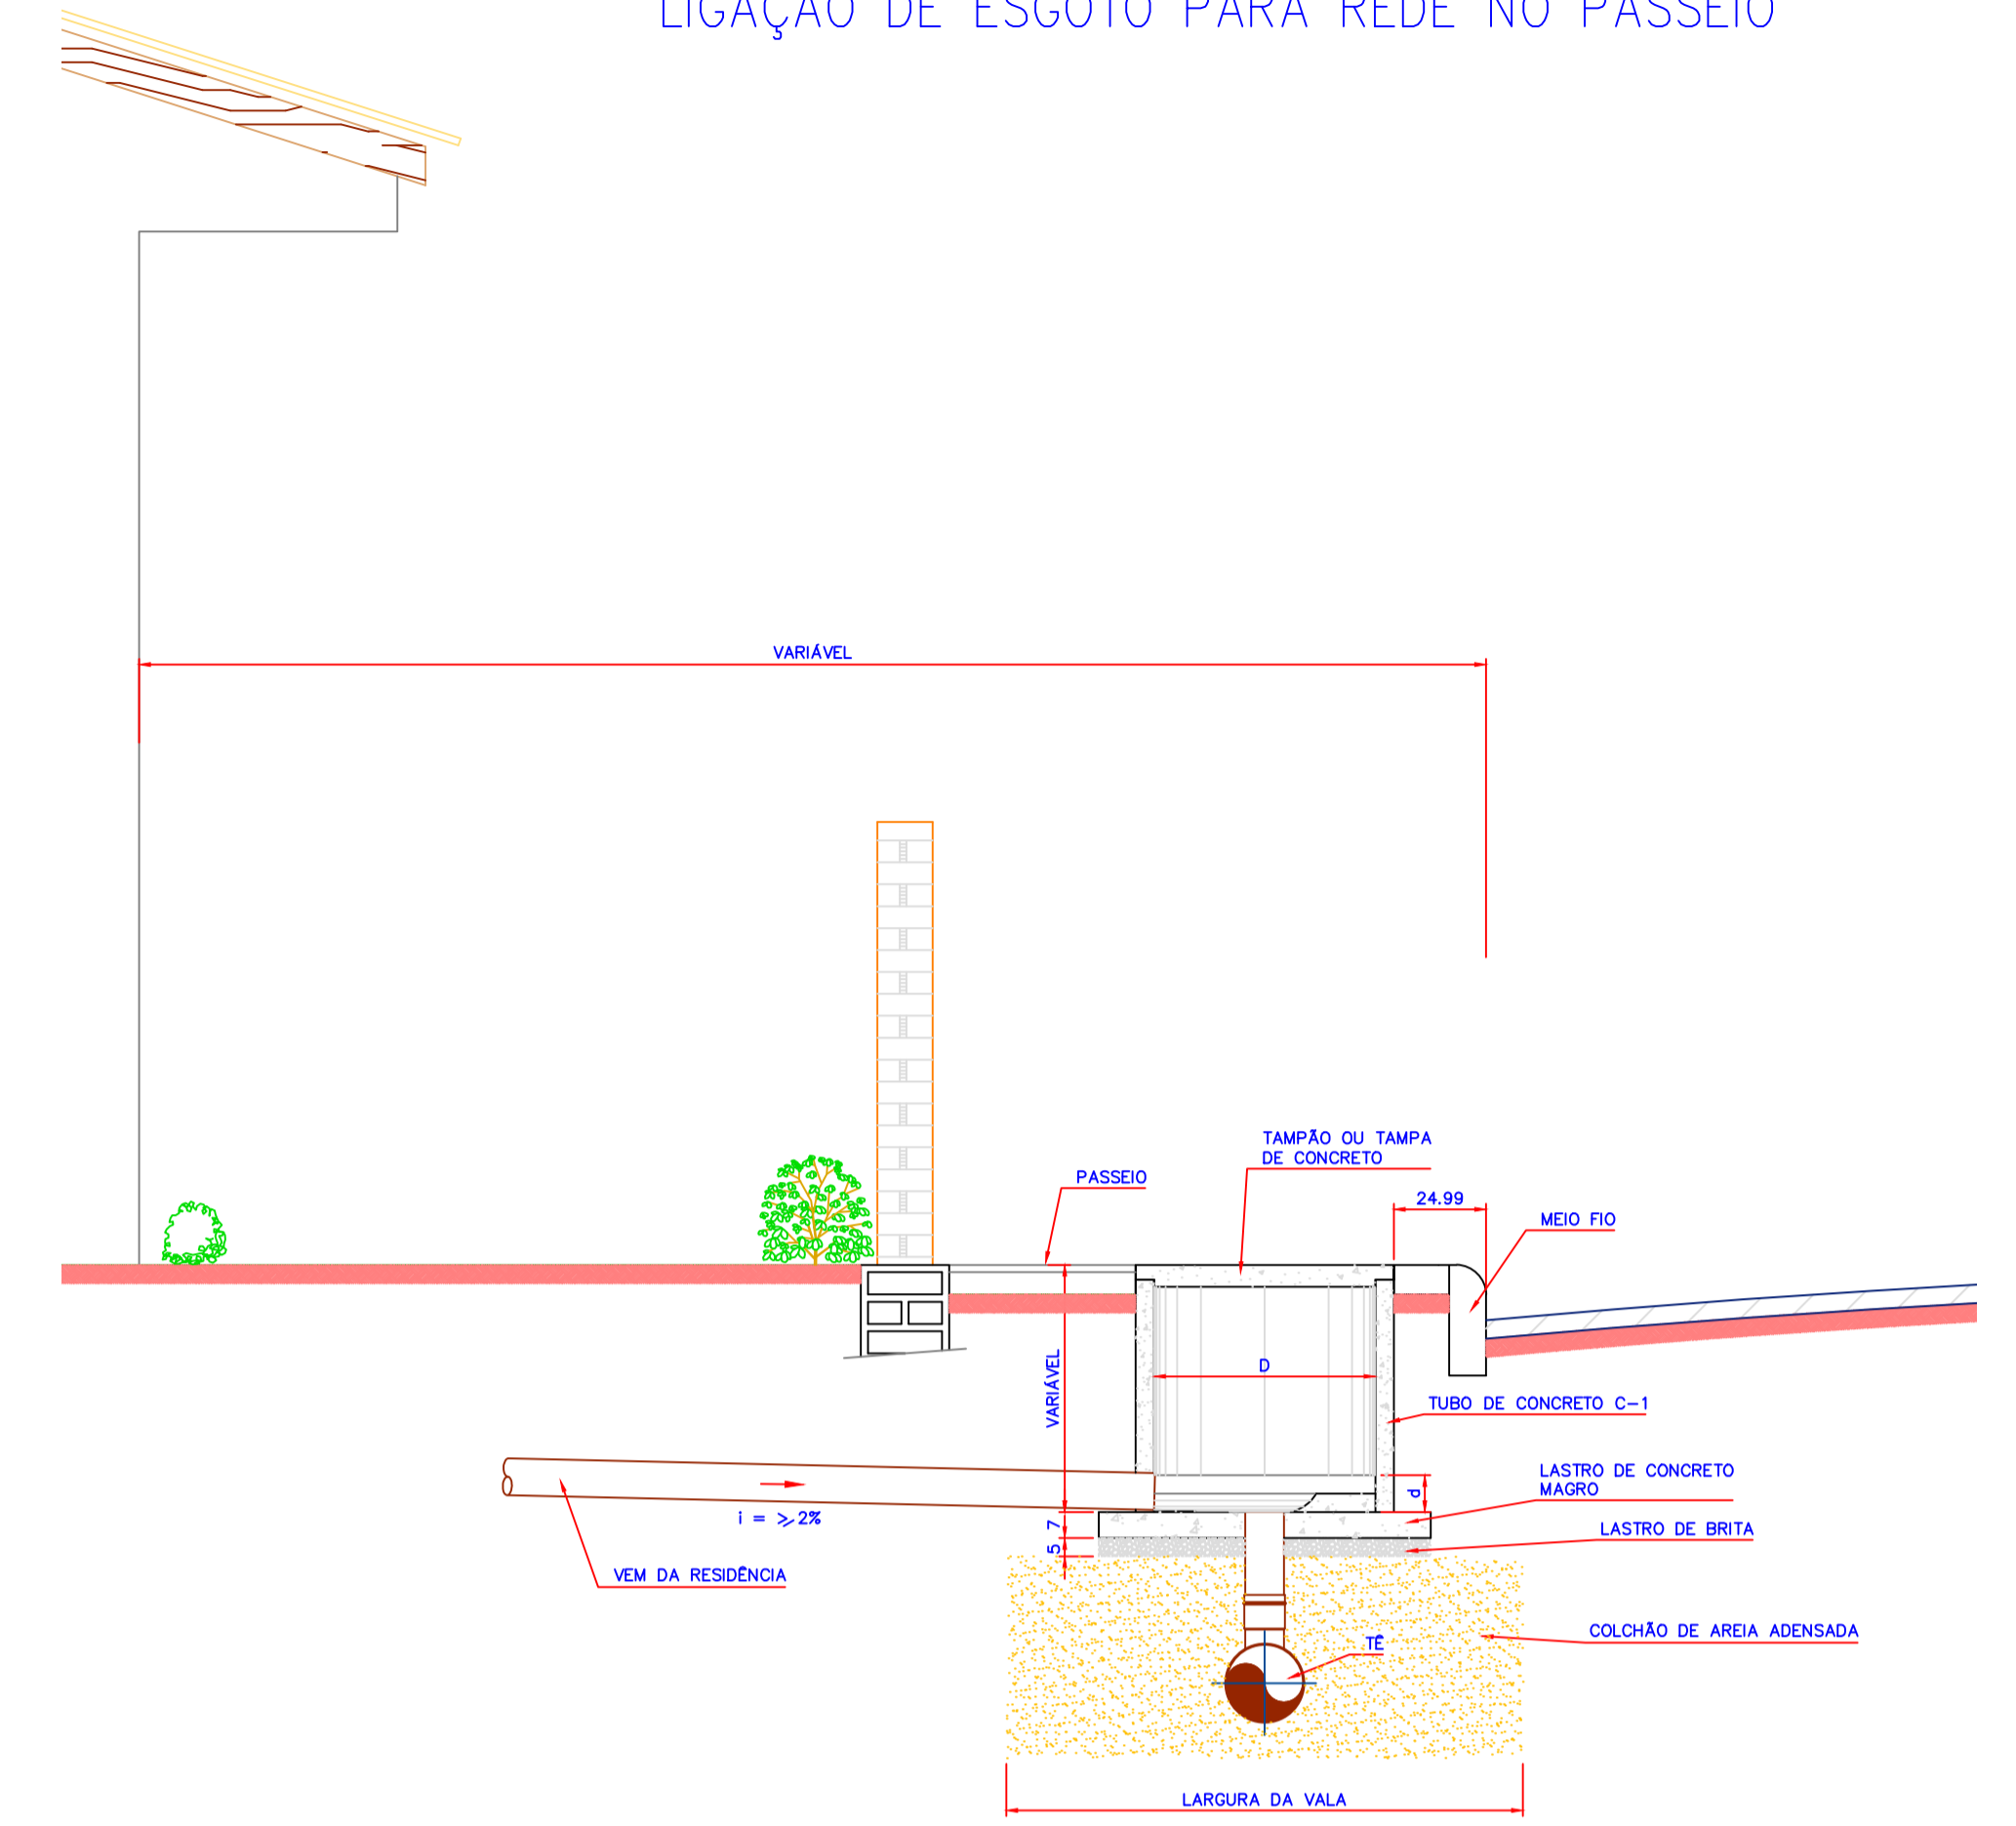 LIGAÇÃO DE ESGOTO PARA REDE NO PASSEIO
VARIÁVEL
TAMPÃO OU TAMPA
DE CONCRETO
PASSEIO
24.99
MEIO FIO
D
VARIÁVEL
TUBO DE CONCRETO C-1
LASTRO DE CONCRETO
MAGRO
d
i = ⩾ 2%
7
LASTRO DE BRITA
5
VEM DA RESIDÊNCIA
COLCHÃO DE AREIA ADENSADA
TÊ
LARGURA DA VALA